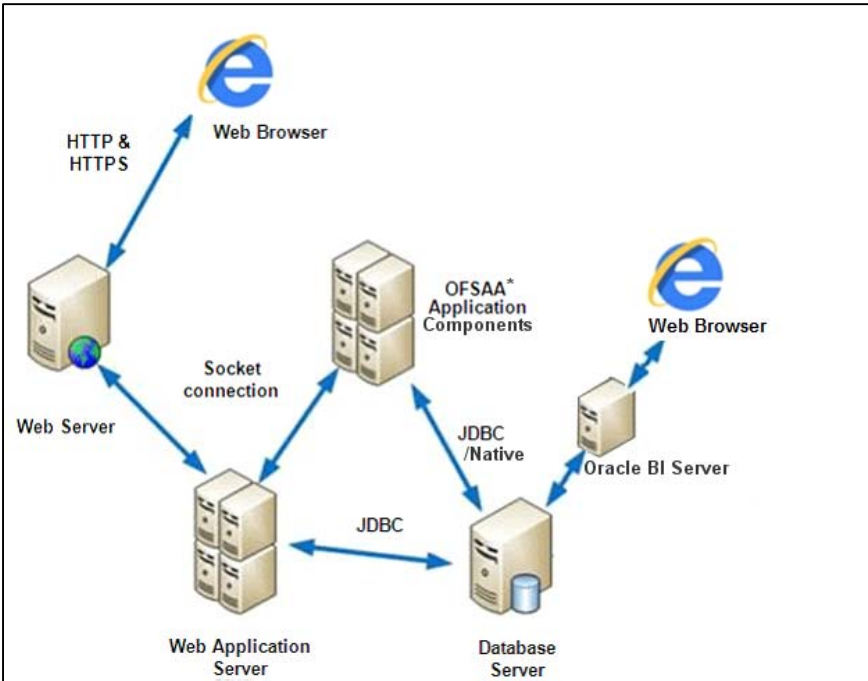 Web Browser
HTTP &
HTTPS
OFSAA*
Application
Components
Web Browser
Socket
connection
Web Server
JDBC
/Native
Oracle BI Server
JDBC
Web Application
Server
Database
Server